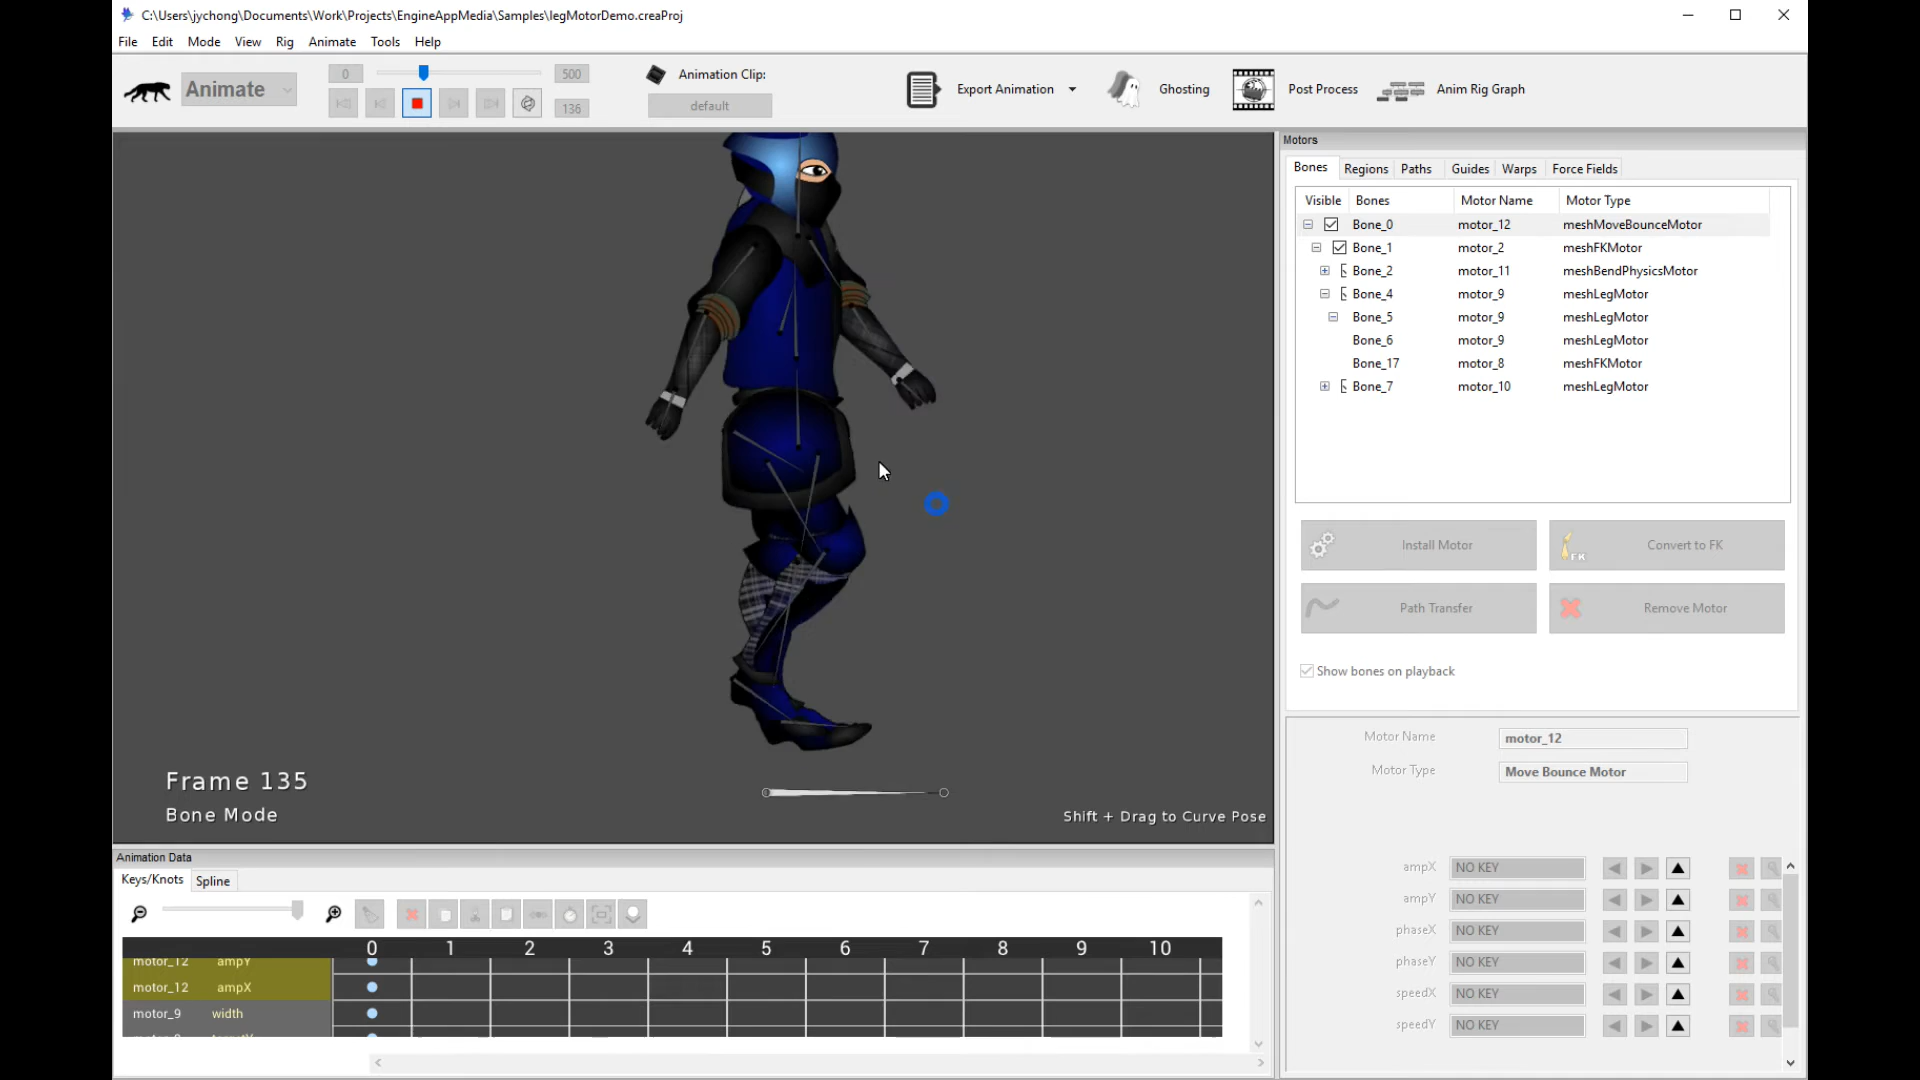 C:\Users\jychong\Documents\Work\Projects\EngineAppMedia\Samples\legMotorDemo.creaProj
File Edit Mode View Rig Animate Tools Help
Animate
0 500
136
Animation Clip:
default
Export Animation
Ghosting
Post Process
Anim Rig Graph
Motors
Bones Regions Paths Guides Warps Force Fields
Visible Bones Motor Name Motor Type
Bone_0 motor_12 meshMoveBounceMotor
Bone_1 motor_2 meshFKMotor
Bone_2 motor_11 meshBendPhysicsMotor
Bone_4 motor_9 meshLegMotor
Bone_5 motor_9 meshLegMotor
Bone_6 motor_9 meshLegMotor
Bone_17 motor_8 meshFKMotor
Bone_7 motor_10 meshLegMotor
Install Motor
FK Convert to FK
Path Transfer
Remove Motor
Show bones on playback
Frame 135
Bone Mode
Shift + Drag to Curve Pose
Motor Name motor_12
Motor Type Move Bounce Motor
ampX NO KEY
ampY NO KEY
phaseX NO KEY
phaseY NO KEY
speedX NO KEY
speedY NO KEY
Animation Data
Keys/Knots Spline
0 1 2 3 4 5 6 7 8 9 10
motor_12 ampY
motor_12 ampX
motor_9 width